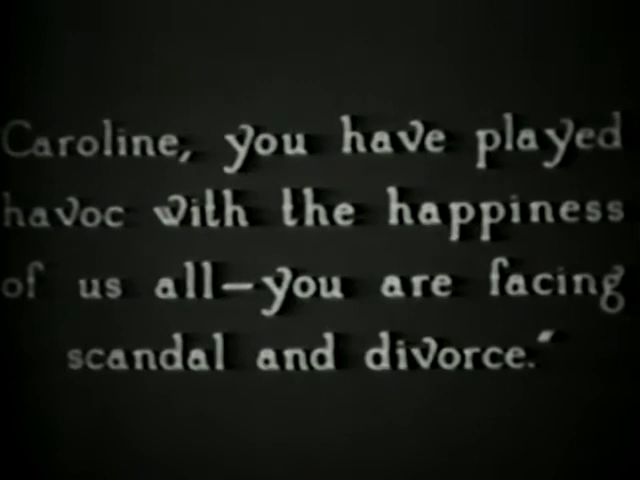 Caroline, you have played
havoc with the happiness
of us all—you are facing
scandal and divorce."